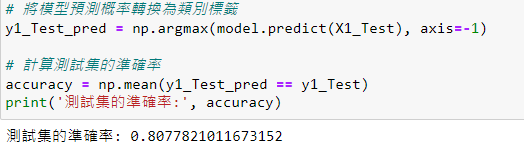 # 將模型預測概率轉換為類別標籤
y1_Test_pred = np.argmax(model.predict(X1_Test), axis=-1)
# 計算測試集的準確率
accuracy = np.mean(y1_Test_pred == y1_Test)
print('測試集的準確率:', accuracy)
測試集的準確率: 0.8077821011673152